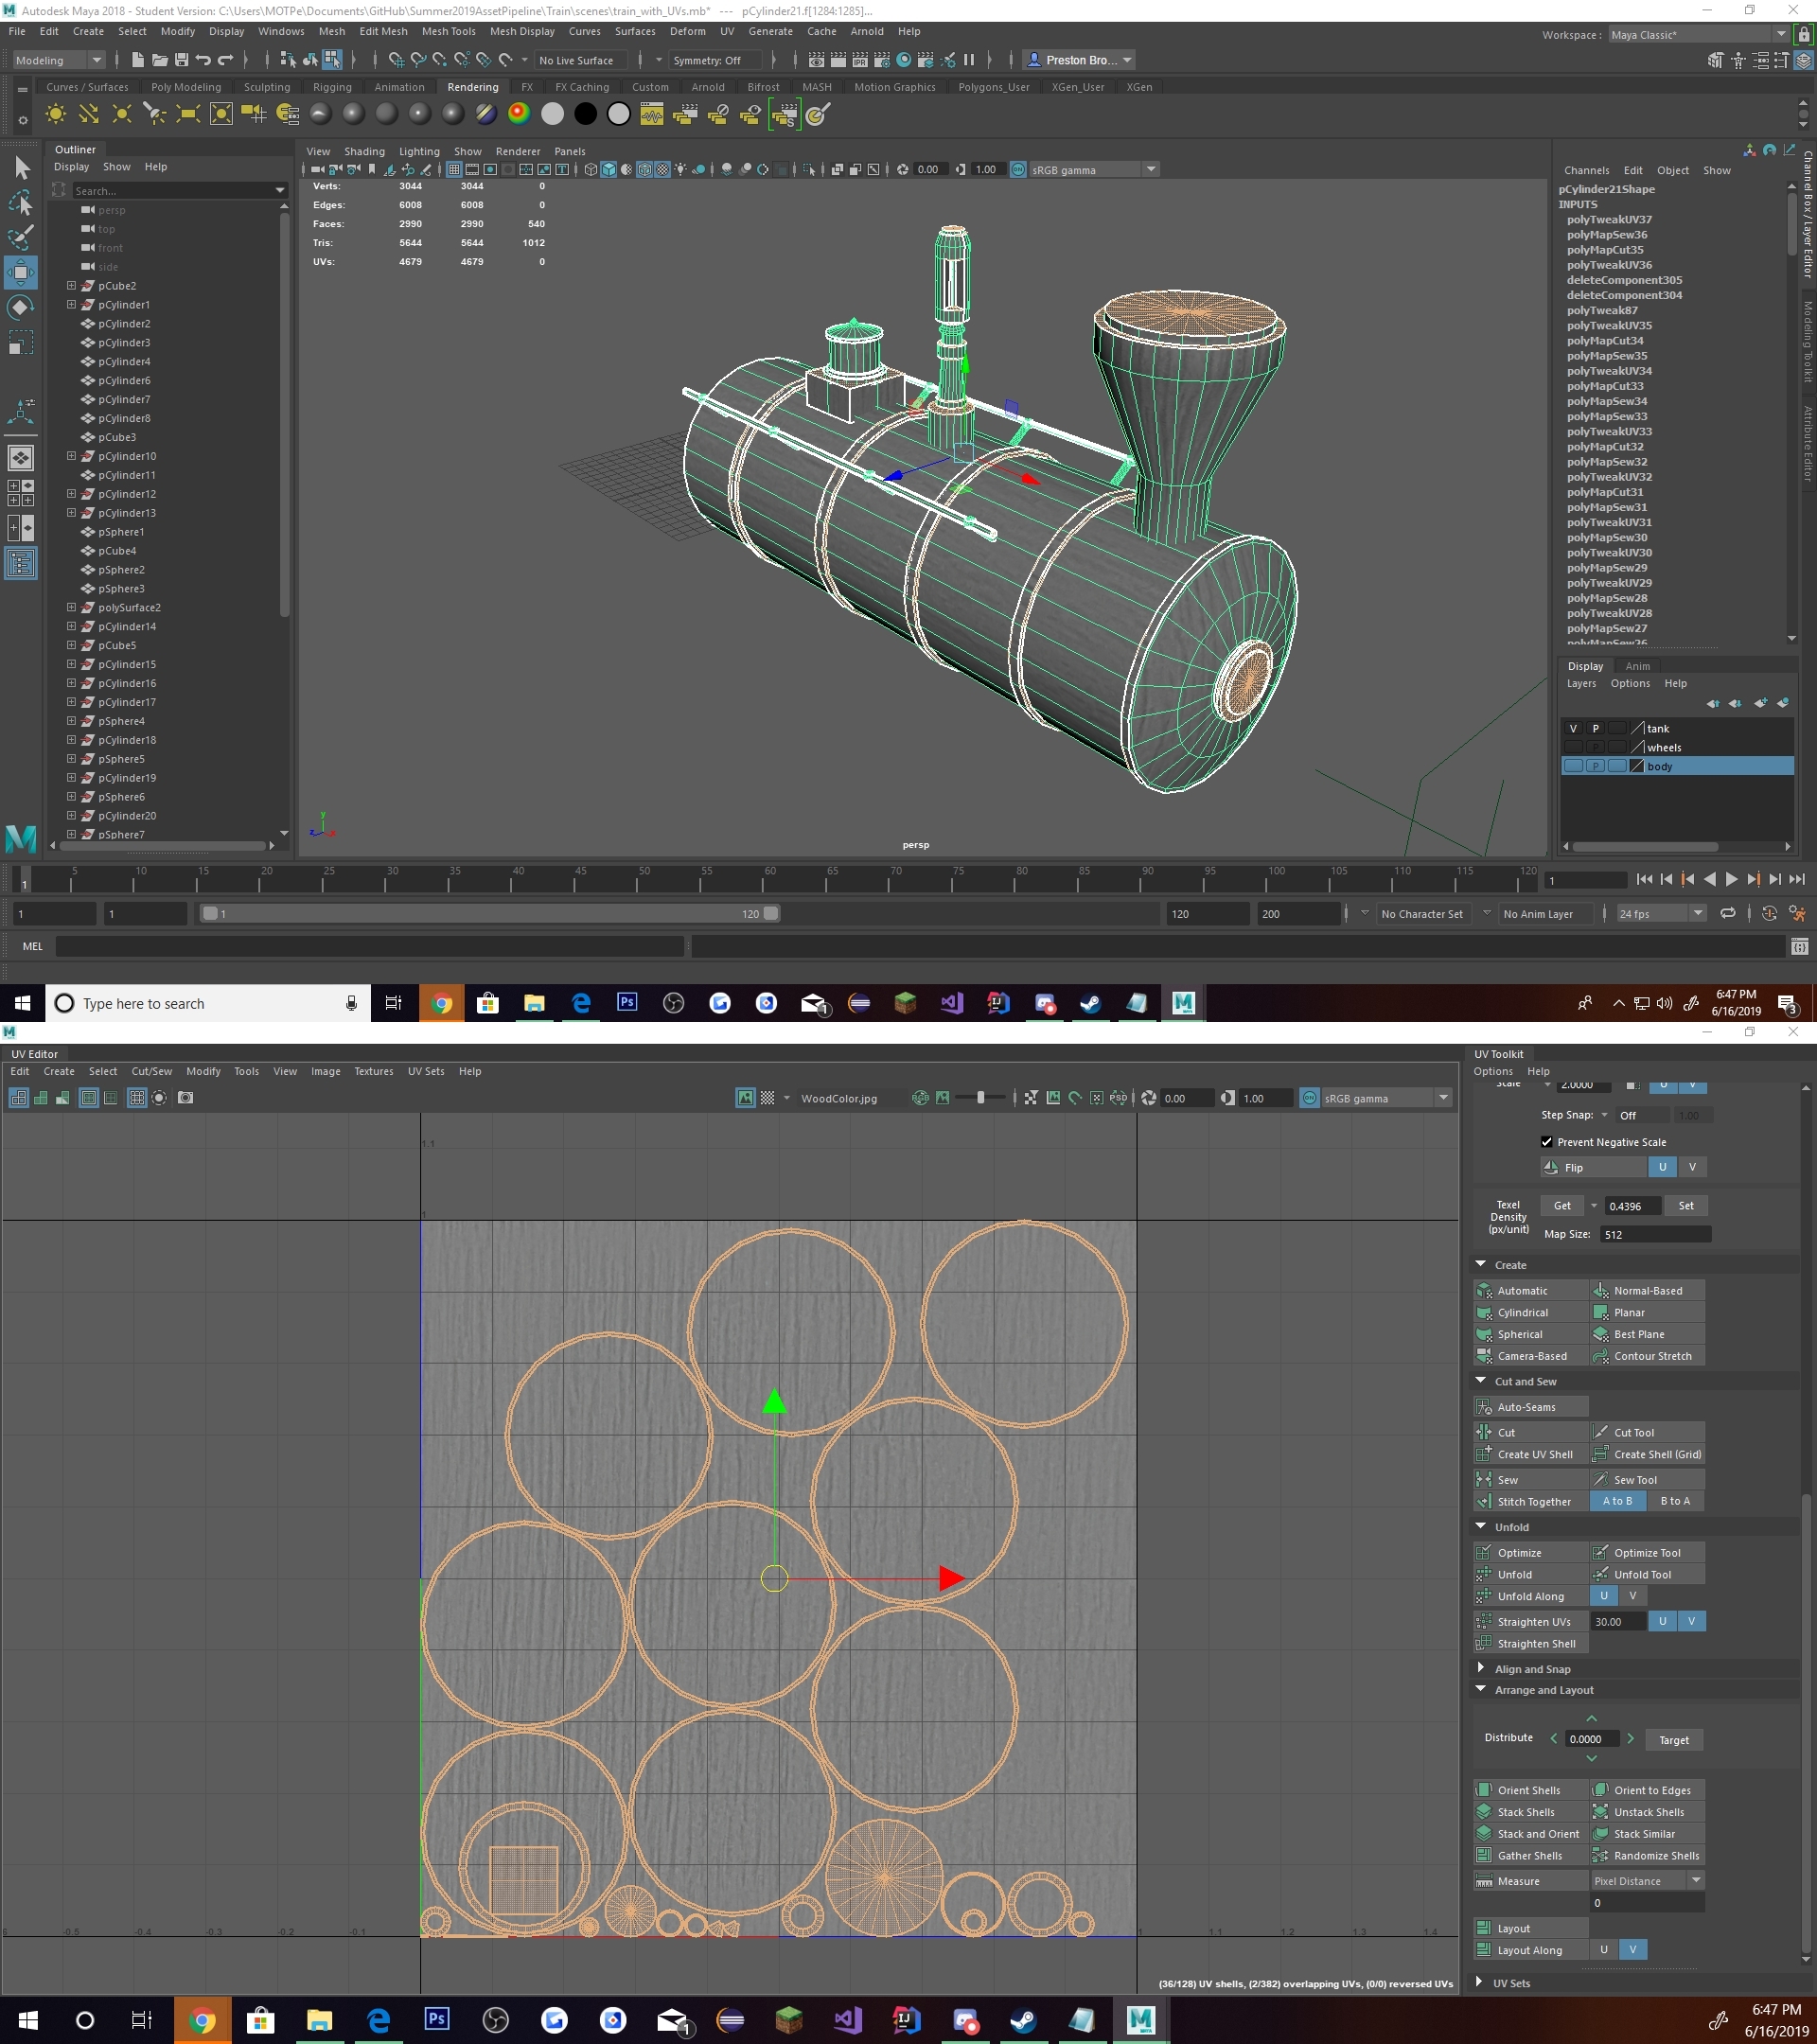 Autodesk Maya 2018 - Student Version: C:\Users\MOTPe\Documents\GitHub\Summer2019AssetPipeline\Train\scenes\train_with_UVs.mb* --- pCylinder21.f[1284:1285]...
File Edit Create Select Modify Display Windows Mesh Edit Mesh Mesh Tools Mesh Display Curves Surfaces Deform UV Generate Cache Arnold Help
Workspace : Maya Classic*
Modeling No Live Surface Symmetry: Off Preston Bro...
Curves / Surfaces Poly Modeling Sculpting Rigging Animation Rendering FX FX Caching Custom Arnold Bifrost MASH Motion Graphics Polygons_User XGen_User XGen
Outliner
Display Show Help
Search...
persp
top
front
side
pCube2
pCylinder1
pCylinder2
pCylinder3
pCylinder4
pCylinder6
pCylinder7
pCylinder8
pCube3
pCylinder10
pCylinder11
pCylinder12
pCylinder13
pSphere1
pCube4
pSphere2
pSphere3
polySurface2
pCylinder14
pCube5
pCylinder15
pCylinder16
pCylinder17
pSphere4
pCylinder18
pSphere5
pCylinder19
pSphere6
pCylinder20
pSphere7
View Shading Lighting Show Renderer Panels
0.00 1.00 sRGB gamma
Verts: 3044 3044 0
Edges: 6008 6008 0
Faces: 2990 2990 540
Tris: 5644 5644 1012
UVs: 4679 4679 0
y
z x
persp
Channels Edit Object Show
pCylinder21Shape
INPUTS
polyTweakUV37
polyMapSew36
polyMapCut35
polyTweakUV36
deleteComponent305
deleteComponent304
polyTweak87
polyTweakUV35
polyMapCut34
polyMapSew35
polyTweakUV34
polyMapCut33
polyMapSew34
polyMapSew33
polyTweakUV33
polyMapCut32
polyMapSew32
polyTweakUV32
polyMapCut31
polyMapSew31
polyTweakUV31
polyMapSew30
polyTweakUV30
polyMapSew29
polyTweakUV29
polyMapSew28
polyTweakUV28
polyMapSew27
polyMapSew26
Channel Box / Layer Editor
Modeling Toolkit
Attribute Editor
Display Anim
Layers Options Help
V P tank
P wheels
P body
1 5 10 15 20 25 30 35 40 45 50 55 60 65 70 75 80 85 90 95 100 105 110 115 120 1
1 1 1 120 120 200 No Character Set No Anim Layer 24 fps
MEL
Type here to search
Ps
1
6:47 PM
6/16/2019
3
UV Editor
Edit Create Select Cut/Sew Modify Tools View Image Textures UV Sets Help
WoodColor.jpg 0.00 1.00 sRGB gamma
1.1
1
-0.5 -0.4 -0.3 -0.2 -0.1 1 1.1 1.2 1.3 1.4
(36/128) UV shells, (2/382) overlapping UVs, (0/0) reversed UVs
UV Toolkit
Options Help
Scale 2.0000 U V
Step Snap: Off 1.00
Prevent Negative Scale
Flip U V
Texel Density (px/unit) Get 0.4396 Set
Map Size: 512
Create
Automatic Normal-Based
Cylindrical Planar
Spherical Best Plane
Camera-Based Contour Stretch
Cut and Sew
Auto-Seams
Cut Cut Tool
Create UV Shell Create Shell (Grid)
Sew Sew Tool
Stitch Together A to B B to A
Unfold
Optimize Optimize Tool
Unfold Unfold Tool
Unfold Along U V
Straighten UVs 30.00 U V
Straighten Shell
Align and Snap
Arrange and Layout
Distribute 0.0000 Target
Orient Shells Orient to Edges
Stack Shells Unstack Shells
Stack and Orient Stack Similar
Gather Shells Randomize Shells
Measure Pixel Distance
0
Layout
Layout Along U V
UV Sets
Ps
1
6:47 PM
6/16/2019